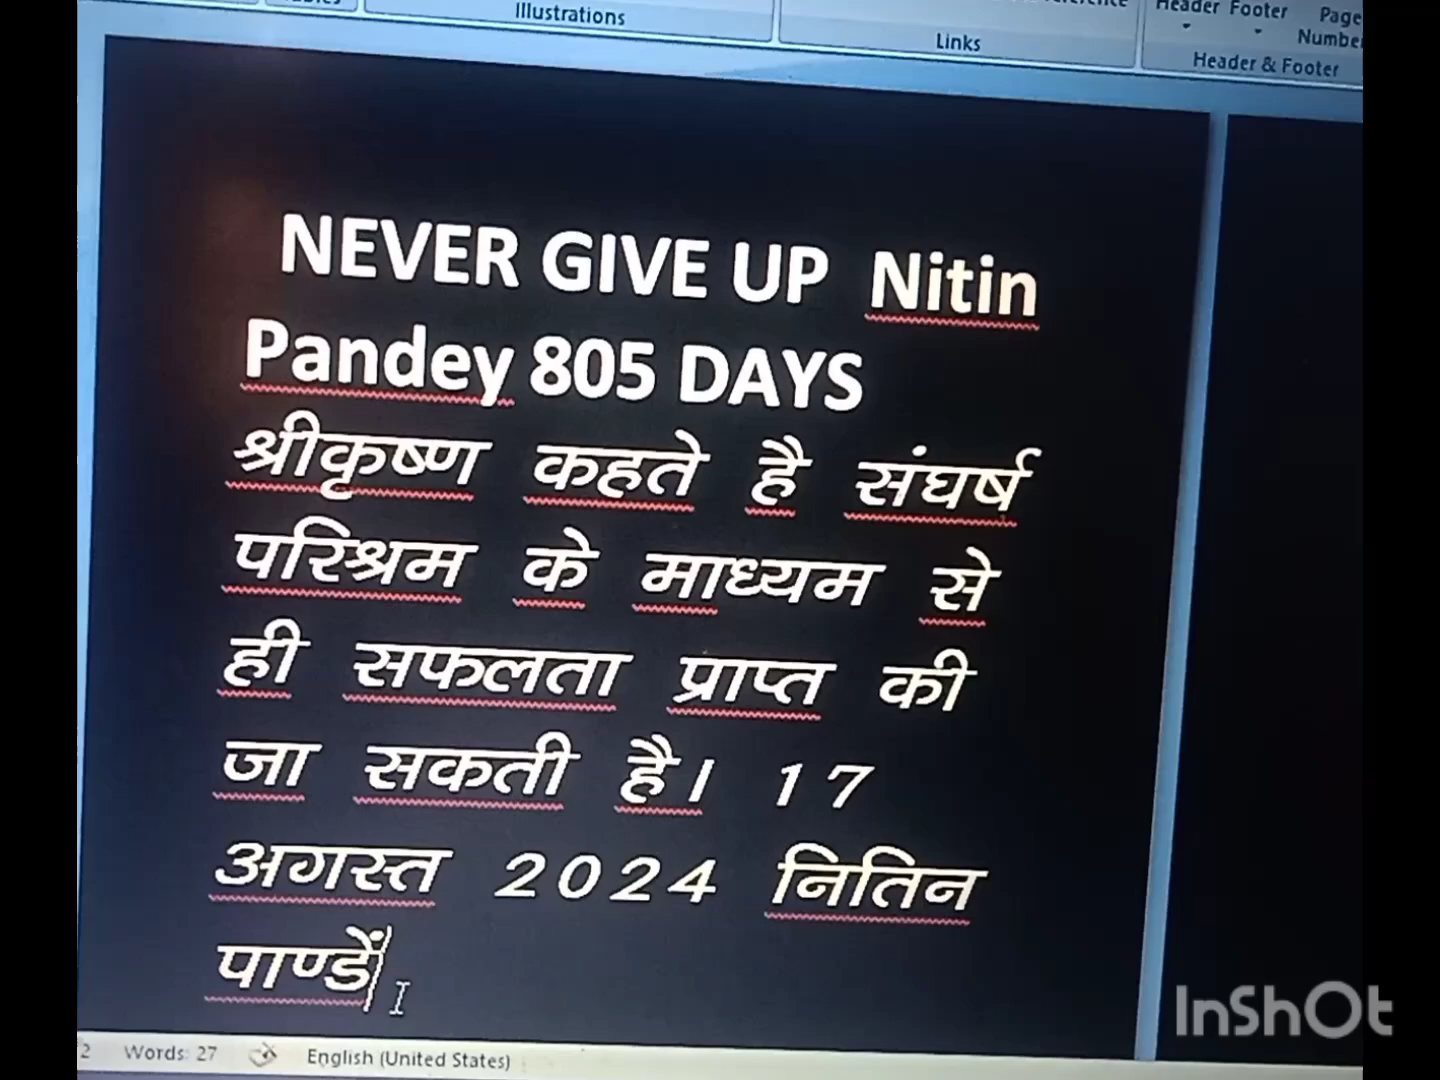 Illustrations
Links
Header Footer Page
Number
Header & Footer
NEVER GIVE UP Nitin
Pandey 805 DAYS
श्रीकृष्ण कहते है संघर्ष
परिश्रम के माध्यम से
ही सफलता प्राप्त की
जा सकती है। 17
अगस्त 2024 नितिन
पाण्डें
2 Words: 27 English (United States)
InShOt